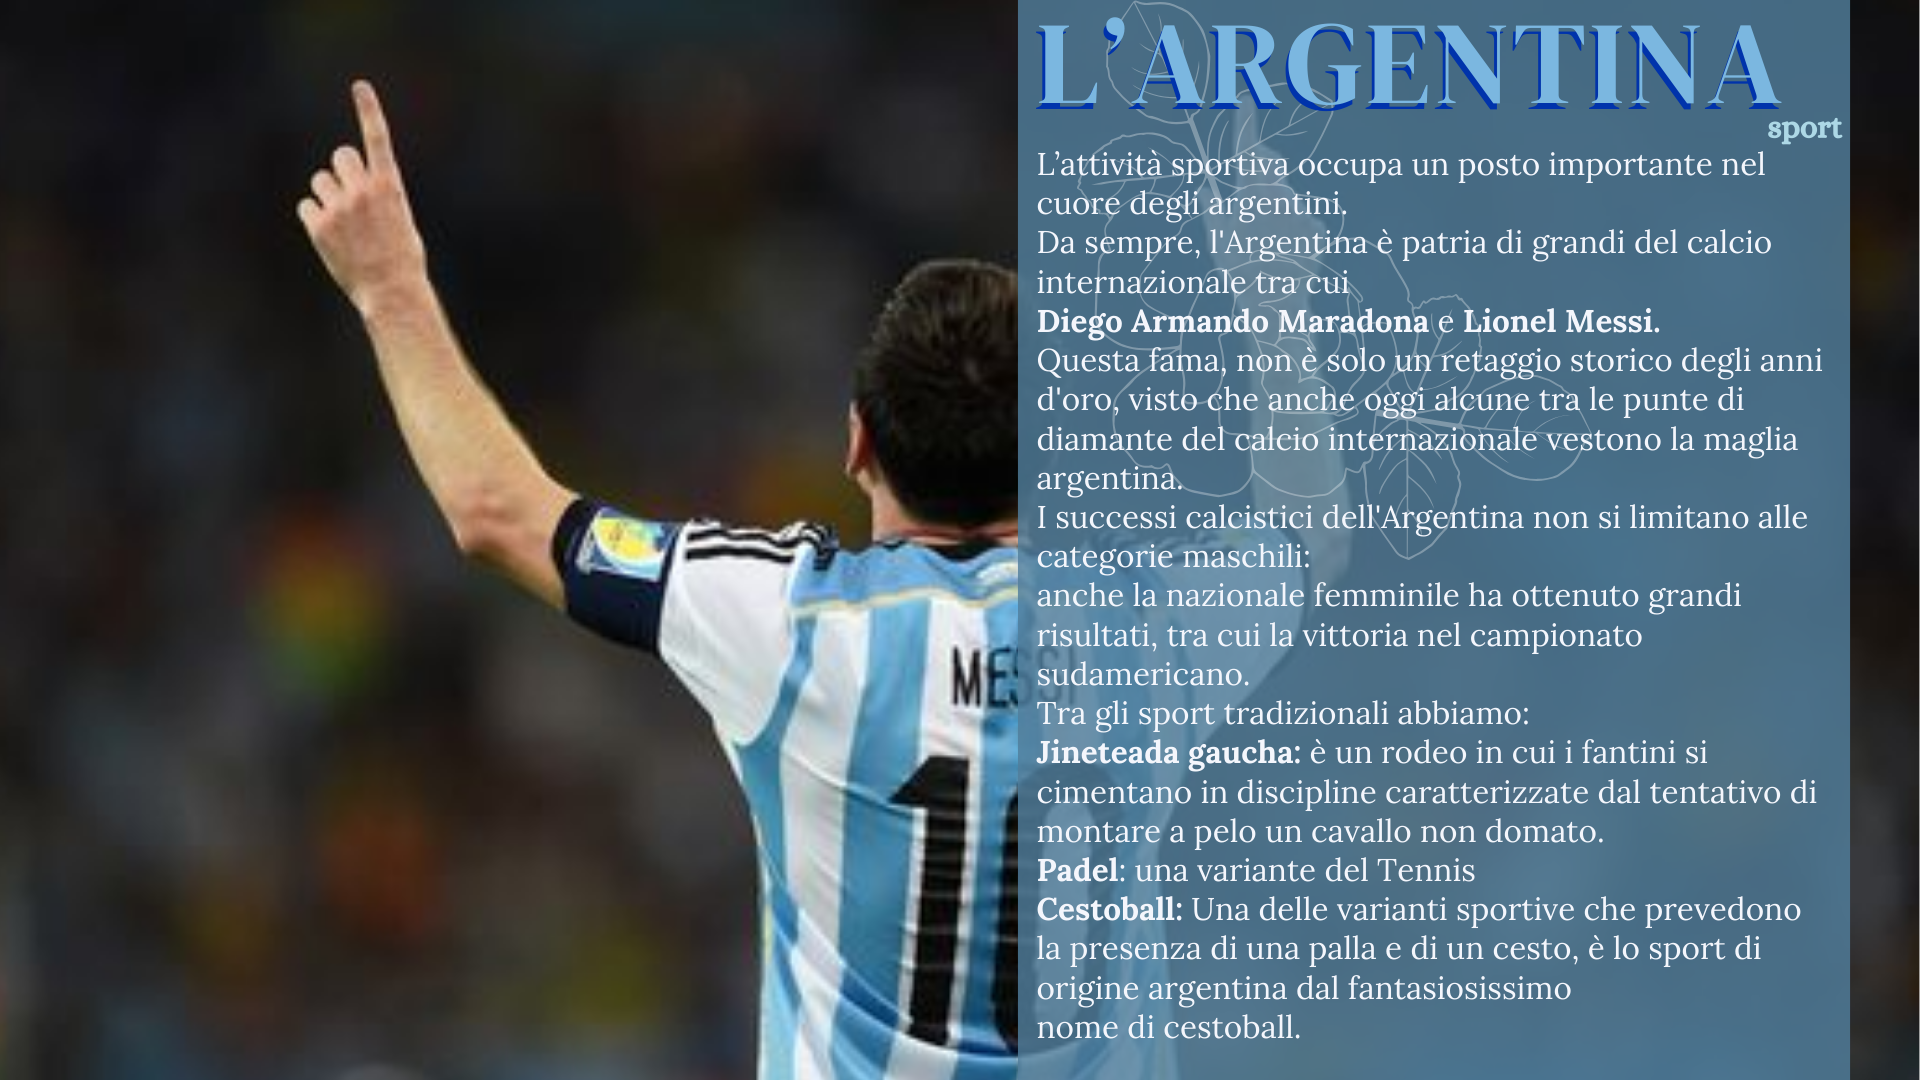 L’ARGENTINA
sport
L’attività sportiva occupa un posto importante nel
cuore degli argentini.
Da sempre, l'Argentina è patria di grandi del calcio
internazionale tra cui
Diego Armando Maradona e Lionel Messi.
Questa fama, non è solo un retaggio storico degli anni
d'oro, visto che anche oggi alcune tra le punte di
diamante del calcio internazionale vestono la maglia
argentina.
I successi calcistici dell'Argentina non si limitano alle
categorie maschili:
anche la nazionale femminile ha ottenuto grandi
risultati, tra cui la vittoria nel campionato
sudamericano.
Tra gli sport tradizionali abbiamo:
Jineteada gaucha: è un rodeo in cui i fantini si
cimentano in discipline caratterizzate dal tentativo di
montare a pelo un cavallo non domato.
Padel: una variante del Tennis
Cestoball: Una delle varianti sportive che prevedono
la presenza di una palla e di un cesto, è lo sport di
origine argentina dal fantasiosissimo
nome di cestoball.
MESSI
10